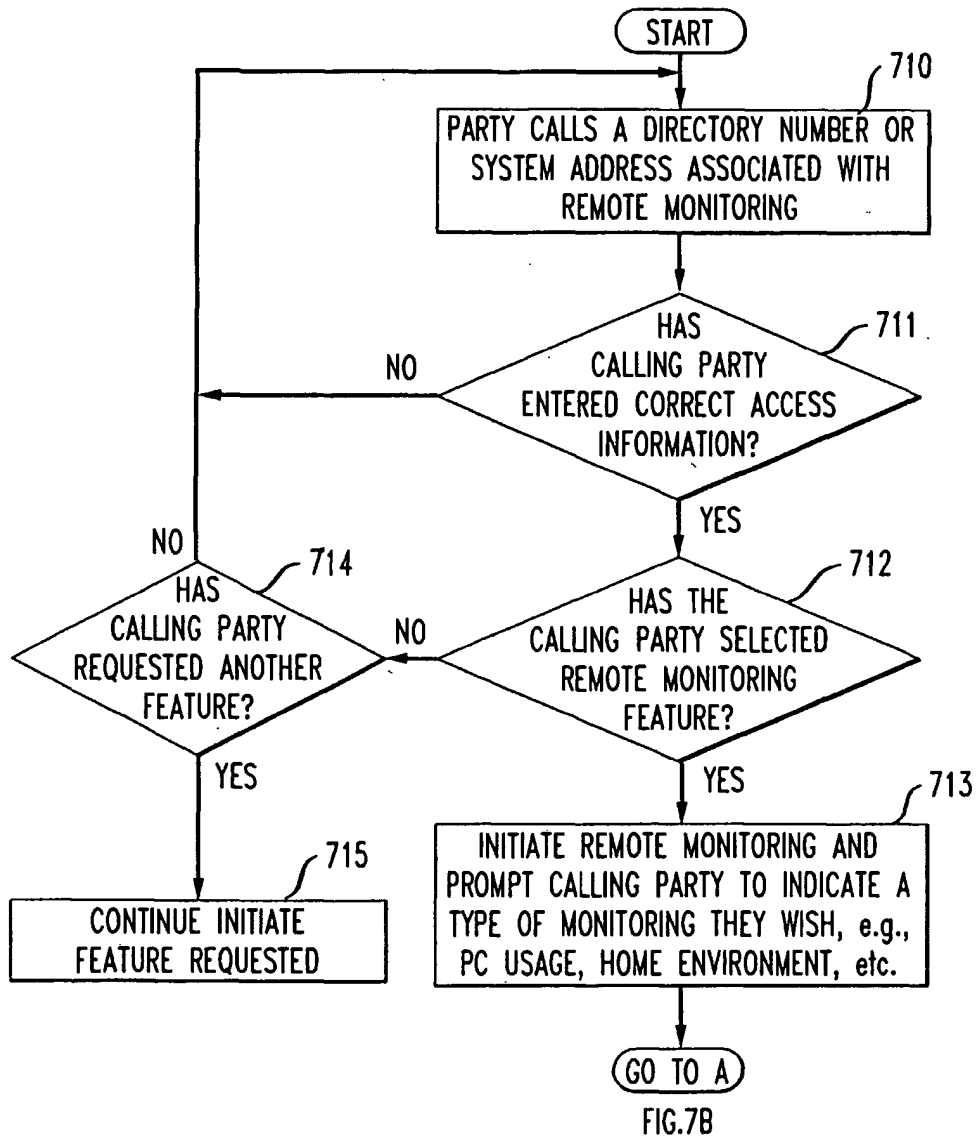 START
710
PARTY CALLS A DIRECTORY NUMBER OR
SYSTEM ADDRESS ASSOCIATED WITH
REMOTE MONITORING
711
HAS
CALLING PARTY
ENTERED CORRECT ACCESS
INFORMATION?
NO
YES
712
HAS THE
CALLING PARTY SELECTED
REMOTE MONITORING
FEATURE?
NO
YES
714
NO
HAS
CALLING PARTY
REQUESTED ANOTHER
FEATURE?
YES
715
CONTINUE INITIATE
FEATURE REQUESTED
713
INITIATE REMOTE MONITORING AND
PROMPT CALLING PARTY TO INDICATE A
TYPE OF MONITORING THEY WISH, e.g.,
PC USAGE, HOME ENVIRONMENT, etc.
GO TO A
FIG.7B